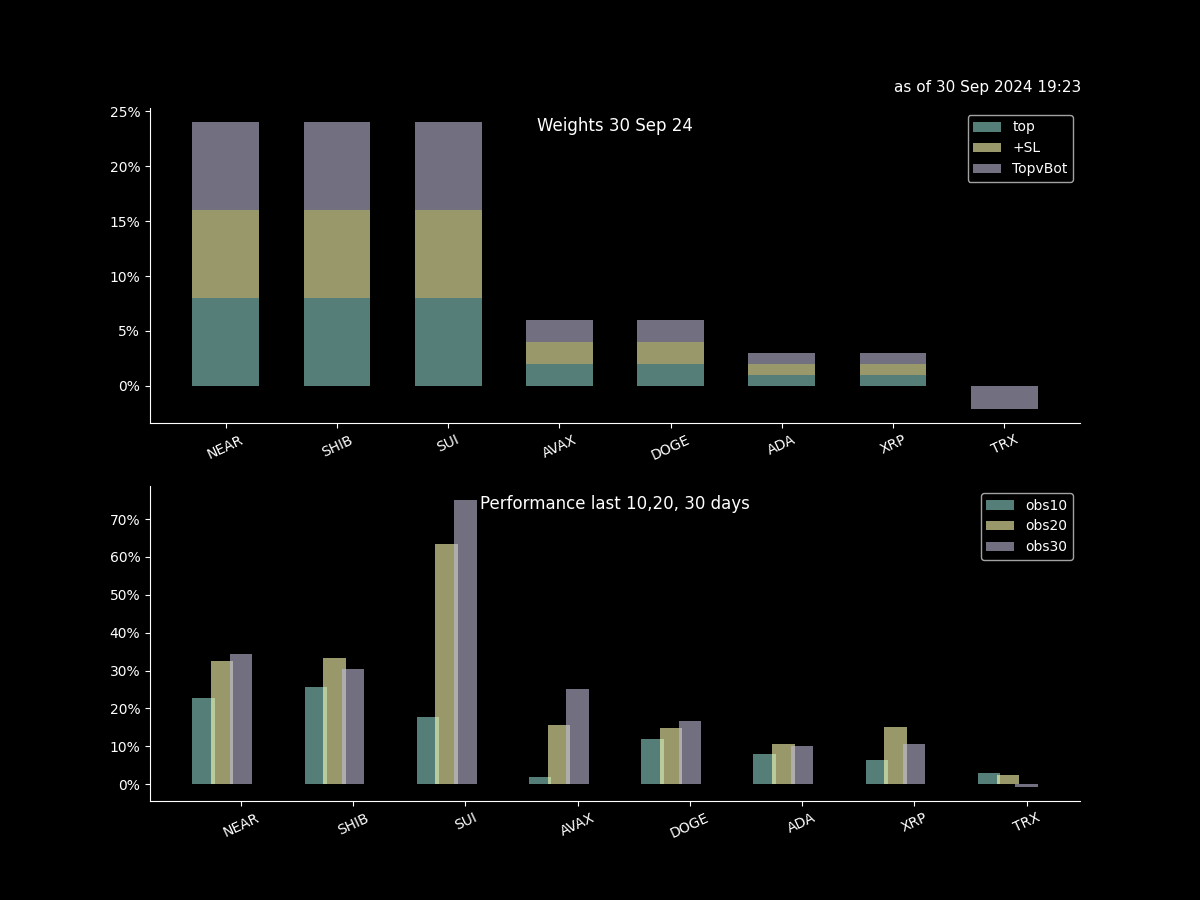 as of 30 Sep 2024 19:23
Weights 30 Sep 24
25%
20%
15%
10%
5%
0%
top
+SL
TopvBot
NEAR SHIB SUI AVAX DOGE ADA XRP TRX
Performance last 10,20, 30 days
70%
60%
50%
40%
30%
20%
10%
0%
obs10
obs20
obs30
NEAR SHIB SUI AVAX DOGE ADA XRP TRX